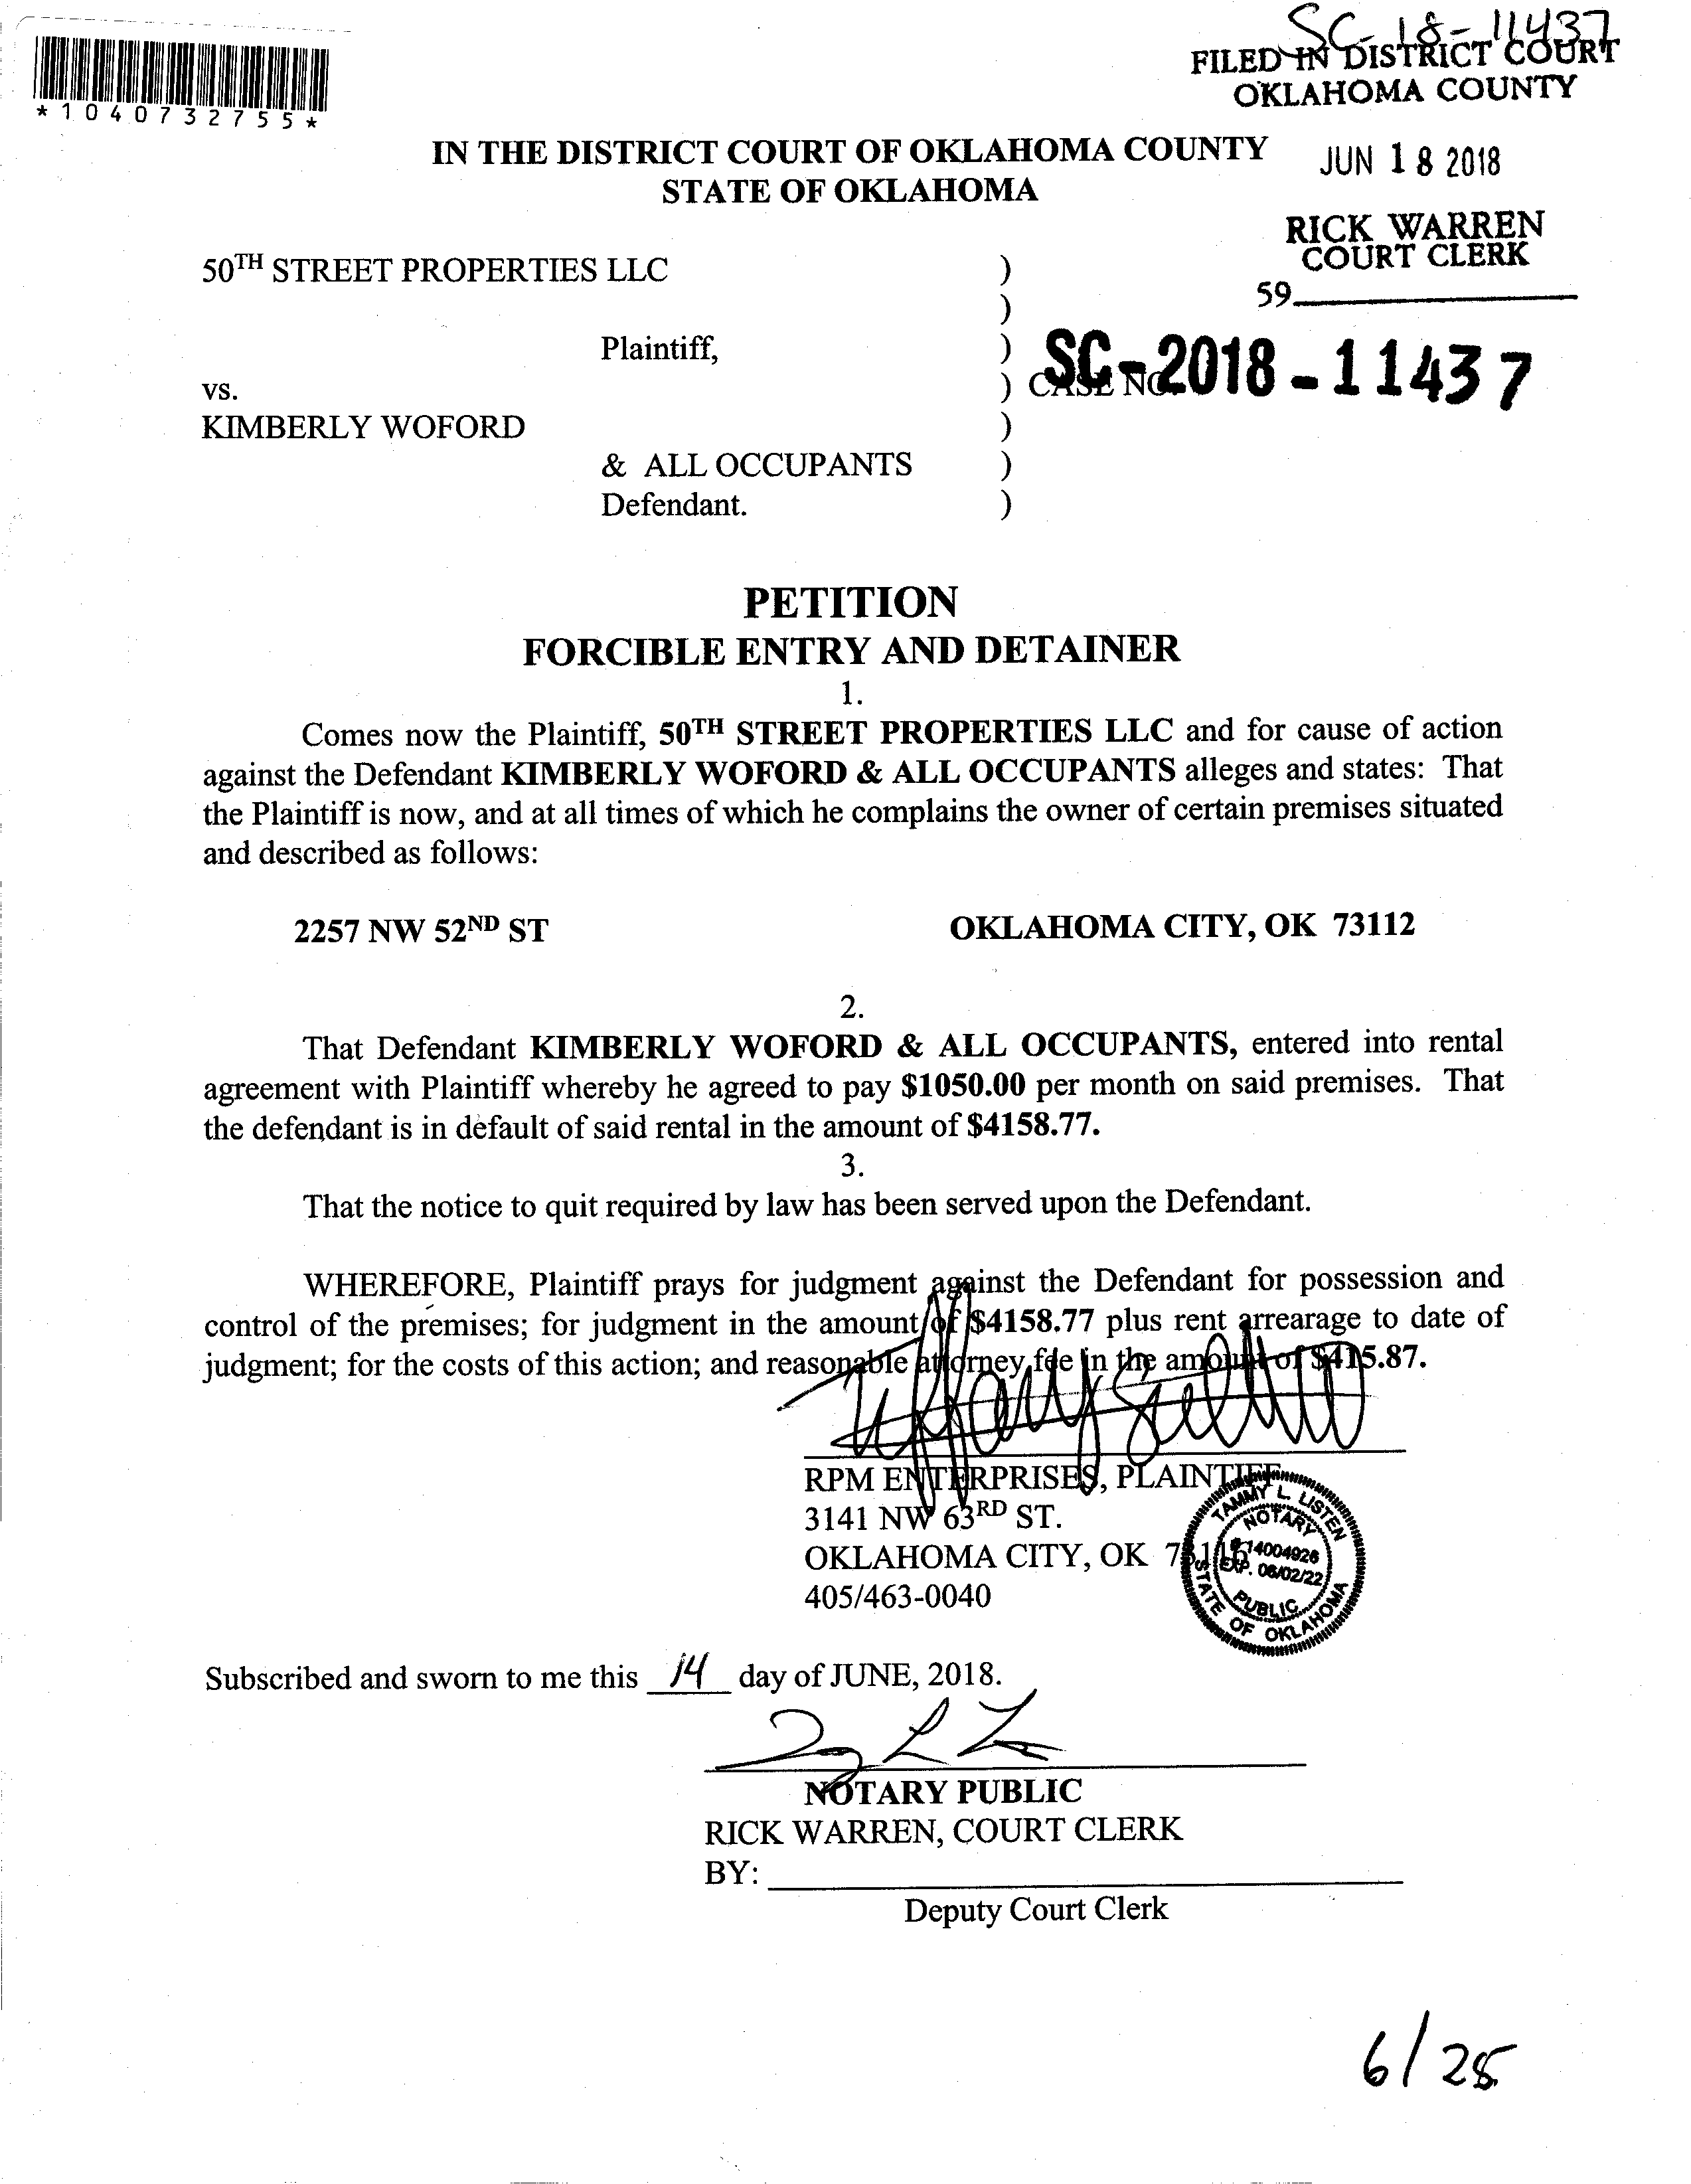 SC-18-11437
FILED IN DISTRICT COURT
OKLAHOMA COUNTY
*1040732755*
IN THE DISTRICT COURT OF OKLAHOMA COUNTY
STATE OF OKLAHOMA
JUN 18 2018
RICK WARREN
COURT CLERK
59
50TH STREET PROPERTIES LLC )
)
Plaintiff, )
vs. ) CASE NO. SC-2018-11437
KIMBERLY WOFORD )
& ALL OCCUPANTS )
Defendant. )
PETITION
FORCIBLE ENTRY AND DETAINER
1.
Comes now the Plaintiff, 50TH STREET PROPERTIES LLC and for cause of action
against the Defendant KIMBERLY WOFORD & ALL OCCUPANTS alleges and states: That
the Plaintiff is now, and at all times of which he complains the owner of certain premises situated
and described as follows:
2257 NW 52ND ST OKLAHOMA CITY, OK 73112
2.
That Defendant KIMBERLY WOFORD & ALL OCCUPANTS, entered into rental
agreement with Plaintiff whereby he agreed to pay $1050.00 per month on said premises. That
the defendant is in default of said rental in the amount of $4158.77.
3.
That the notice to quit required by law has been served upon the Defendant.
WHEREFORE, Plaintiff prays for judgment against the Defendant for possession and
control of the premises; for judgment in the amount of $4158.77 plus rent arrearage to date of
judgment; for the costs of this action; and reasonable attorney fee in the amount of $415.87.
Tiffany
RPM ENTERPRISES, PLAINTIFF
3141 NW 63RD ST.
OKLAHOMA CITY, OK 73116
405/463-0040
TAMMY L. LISTEN
NOTARY
# 14004926
EXP. 06/02/22
PUBLIC
STATE OF OKLAHOMA
Subscribed and sworn to me this 14 day of JUNE, 2018.
NOTARY PUBLIC
RICK WARREN, COURT CLERK
BY:
Deputy Court Clerk
6/25